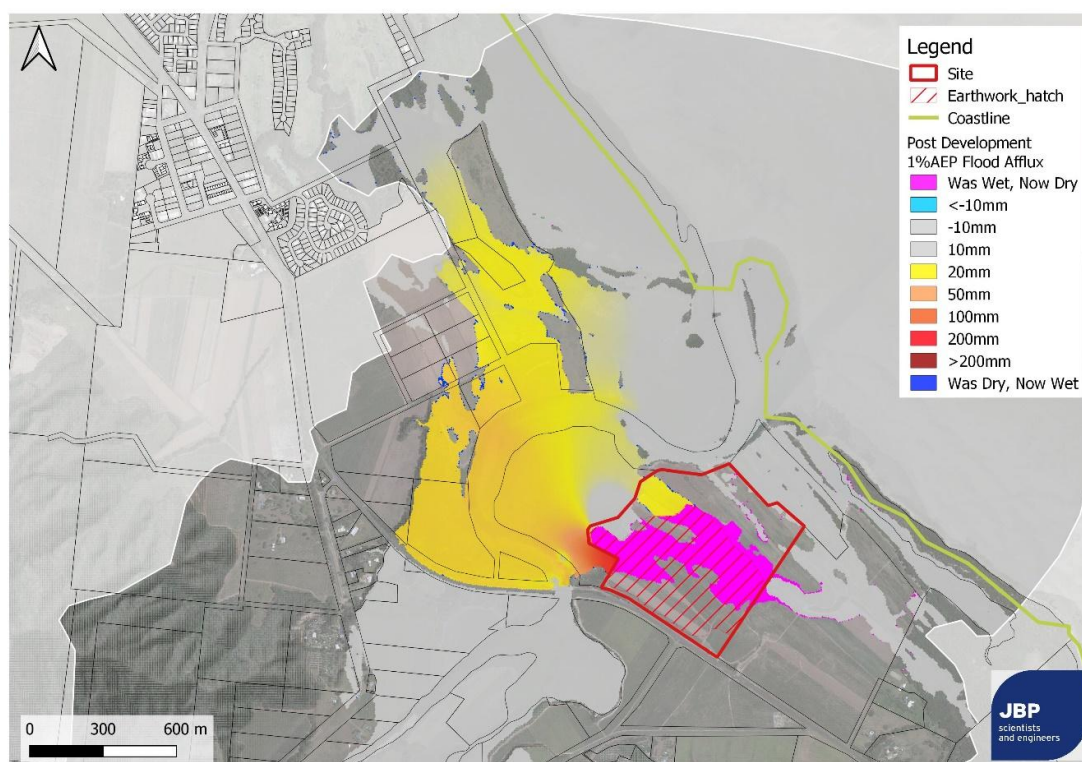 Legend
Site
Earthwork_hatch
Coastline
Post Development
1%AEP Flood Afflux
Was Wet, Now Dry
<-10mm
-10mm
10mm
20mm
50mm
100mm
200mm
>200mm
Was Dry, Now Wet
0 300 600 m
JBP
scientists
and engineers